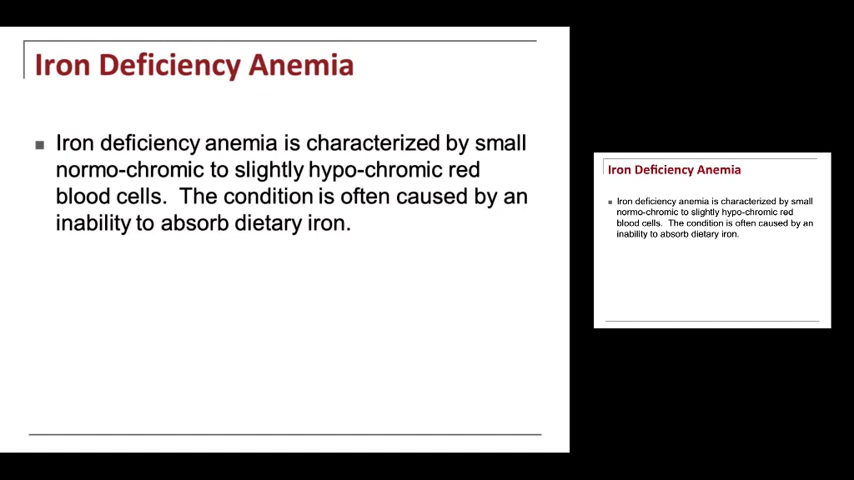 Iron Deficiency Anemia
Iron deficiency anemia is characterized by small
normo-chromic to slightly hypo-chromic red
blood cells.  The condition is often caused by an
inability to absorb dietary iron.
Iron Deficiency Anemia
Iron deficiency anemia is characterized by small
normo-chromic to slightly hypo-chromic red
blood cells.  The condition is often caused by an
inability to absorb dietary iron.